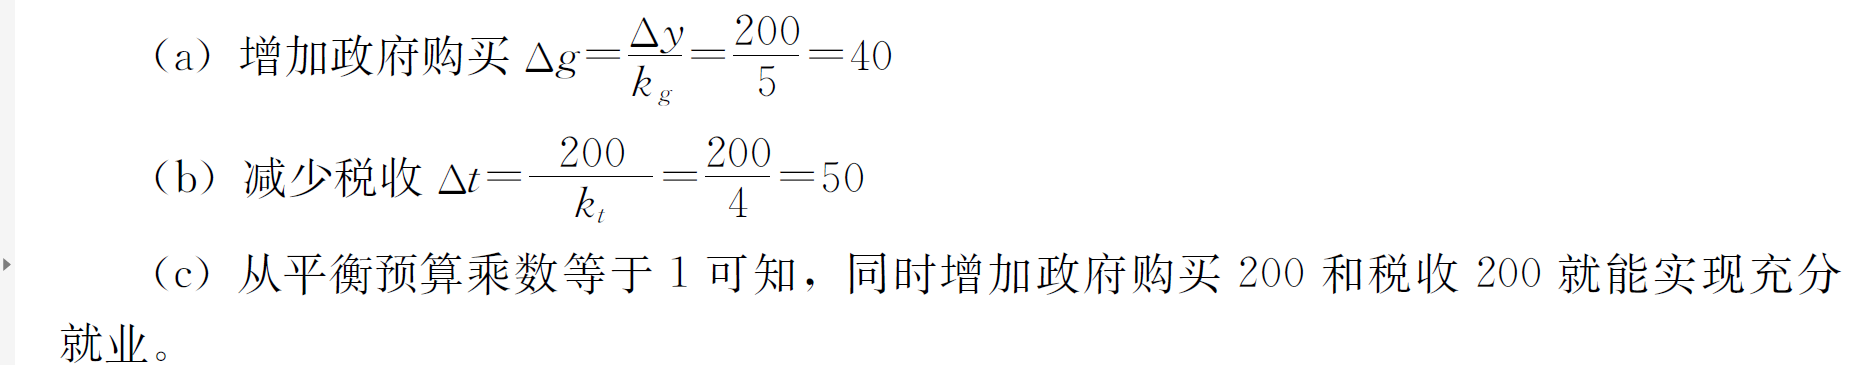 （a）增加政府购买 Δg=Δy/k_g=200/5=40
（b）减少税收 Δt=200/k_t=200/4=50
（c）从平衡预算乘数等于 1 可知，同时增加政府购买 200 和税收 200 就能实现充分
就业。